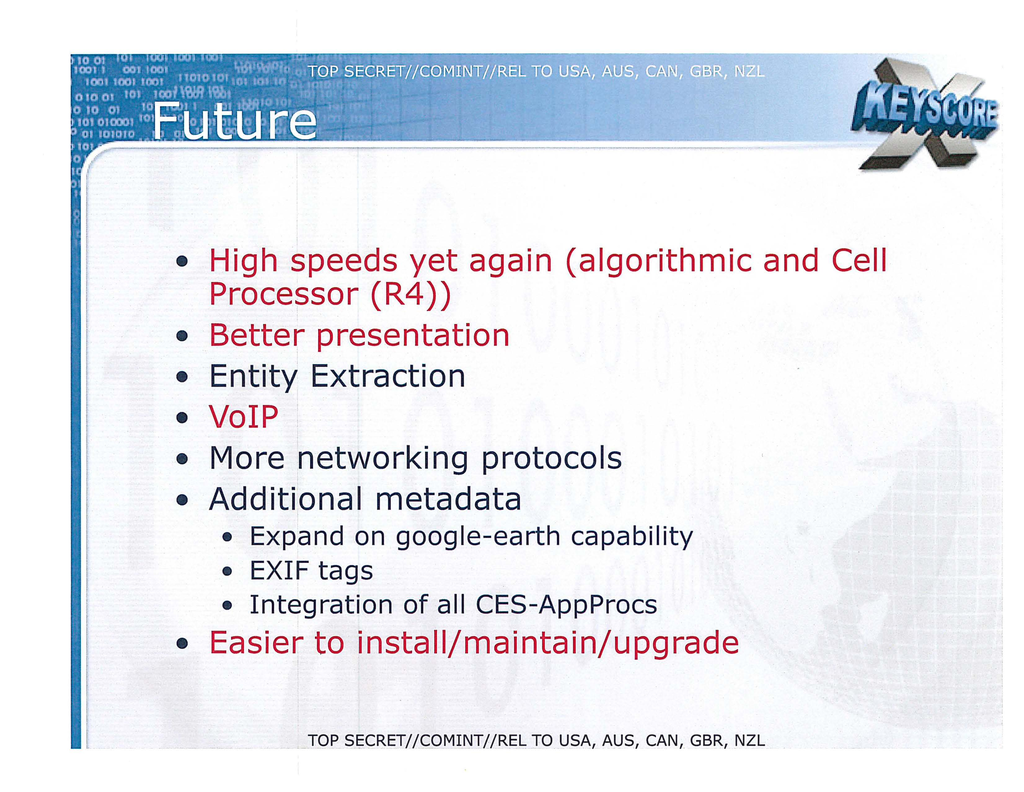 TOP SECRET//COMINT//REL TO USA, AUS, CAN, GBR, NZL
Future
KEYSCORE
X
• High speeds yet again (algorithmic and Cell
Processor (R4))
• Better presentation
• Entity Extraction
• VoIP
• More networking protocols
• Additional metadata
• Expand on google-earth capability
• EXIF tags
• Integration of all CES-AppProcs
• Easier to install/maintain/upgrade
TOP SECRET//COMINT//REL TO USA, AUS, CAN, GBR, NZL